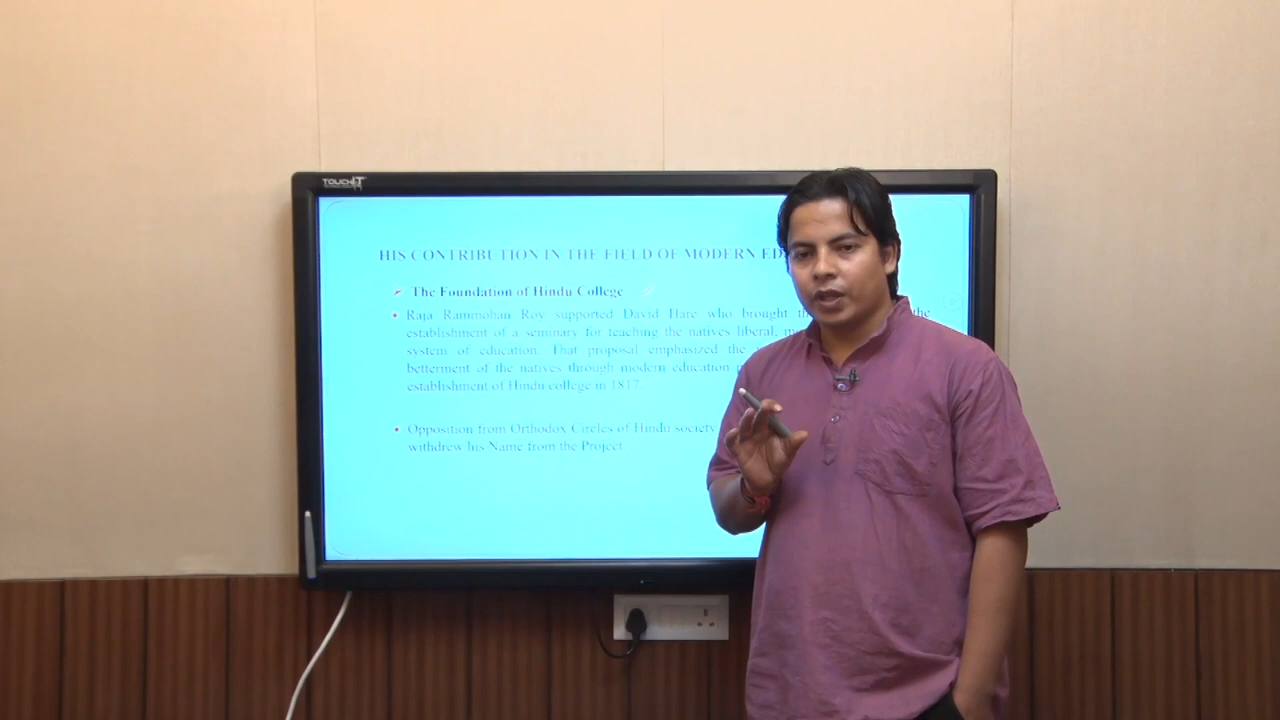 TOUCHIT
HIS CONTRIBUTION IN THE FIELD OF MODERN ED
The Foundation of Hindu College
Raja Rammohan Roy supported David Hare who brought the
establishment of a seminary for teaching the natives liberal,
system of education. That proposal emphasized the
betterment of the natives through modern education
establishment of Hindu college in 1817.
Opposition from Orthodox Circles of Hindu society
withdrew his Name from the Project